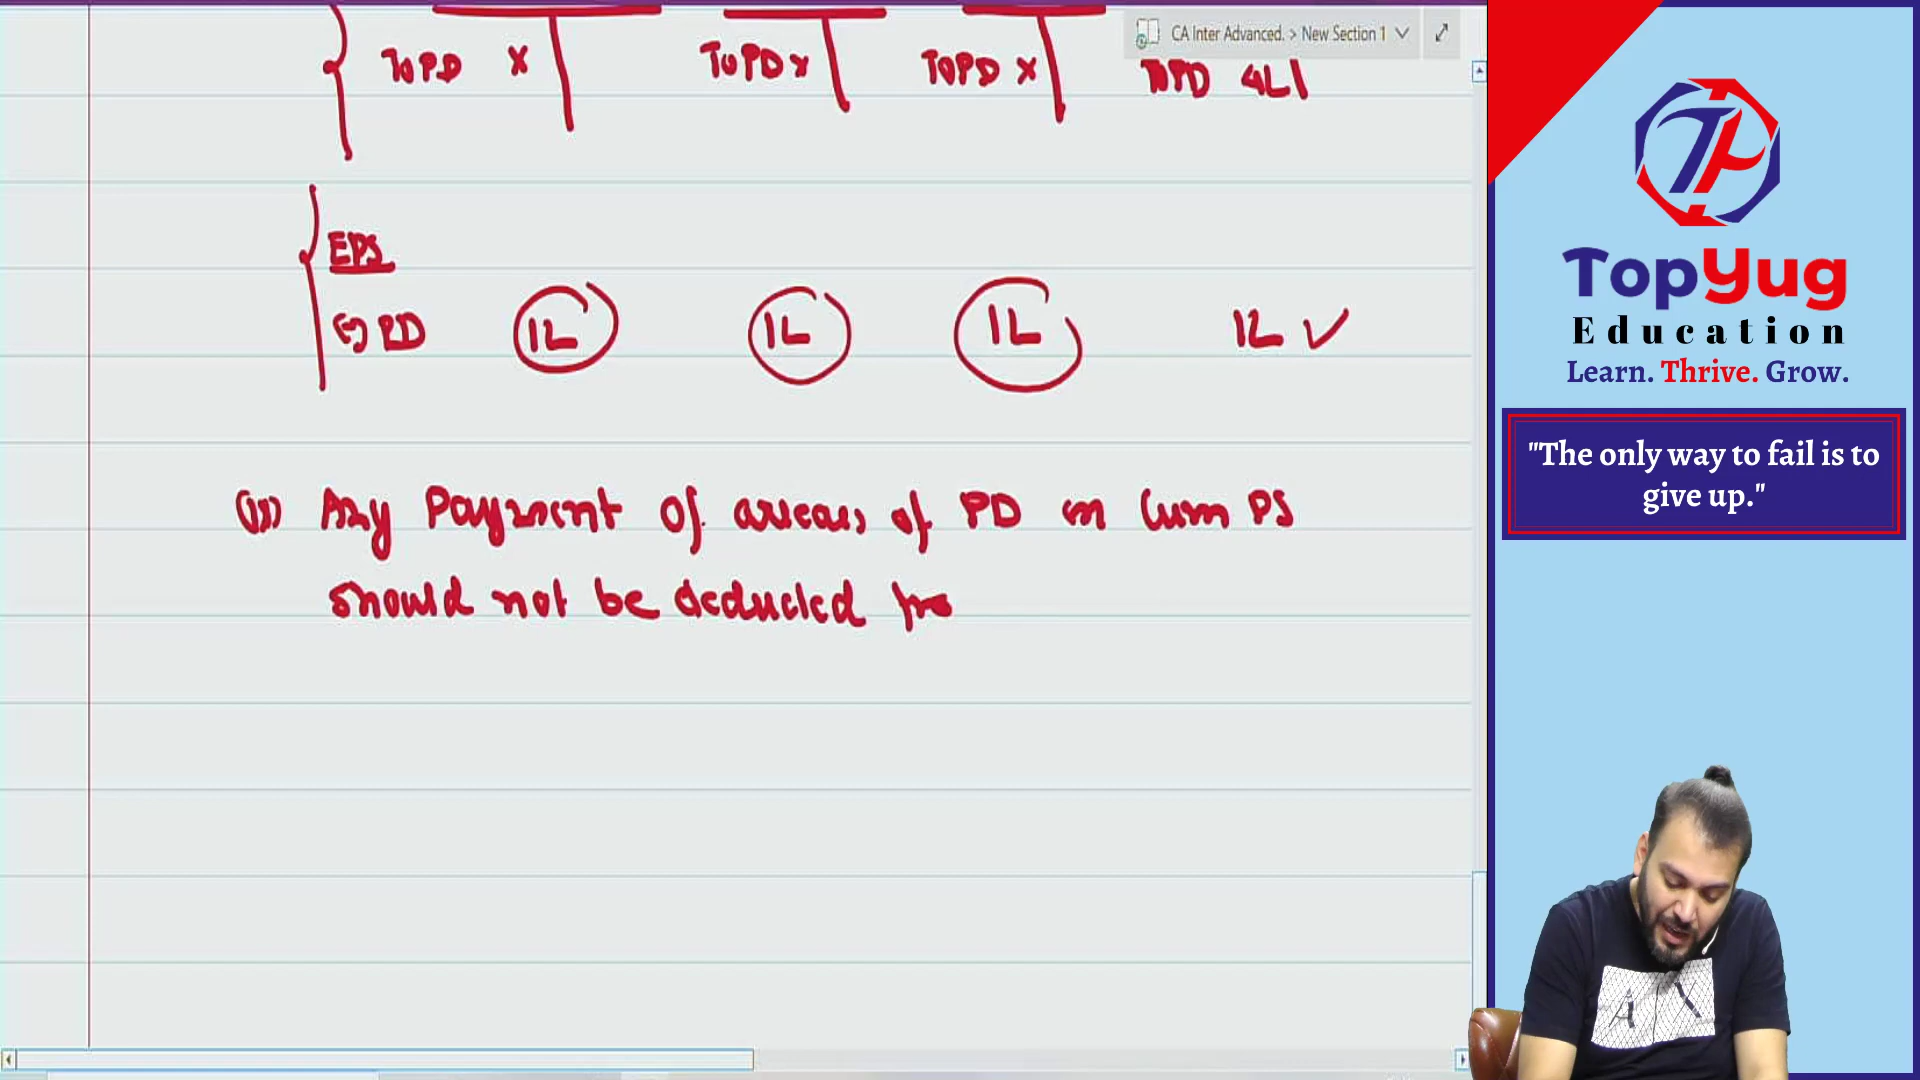 CA Inter Advanced. > New Section 1
TOPD X TOPD X TOPD X TOPD 4L
EPS
(-) PD 1L 1L 1L 1L ✓
(ii) Any Payment of arrears of PD on Cum PS
should not be deducted fro
TopYug
Education
Learn. Thrive. Grow.
"The only way to fail is to
give up."
A X